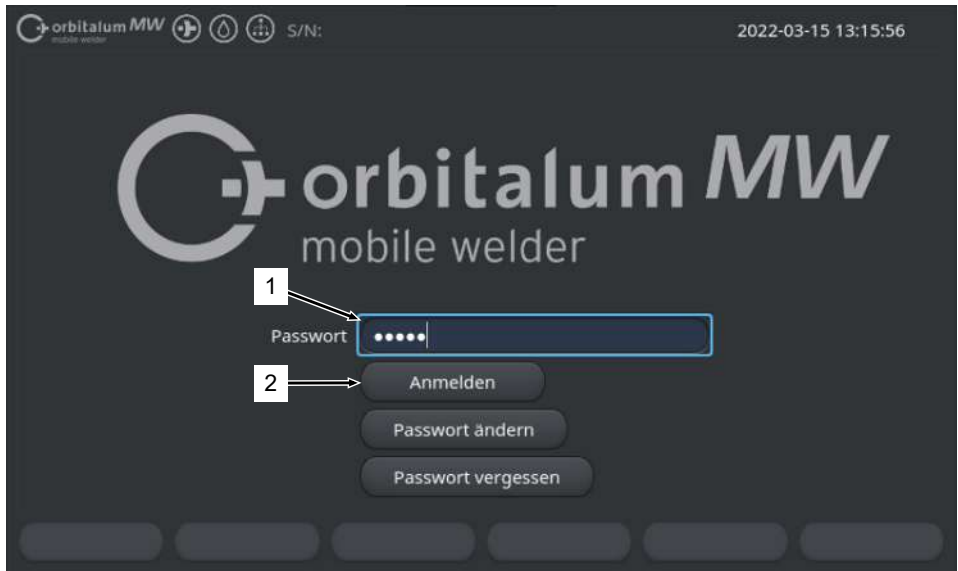 orbitalum MW S/N: 2022-03-15 13:15:56
mobile welder
orbitalum MW
mobile welder
1
Passwort •••••
2 Anmelden
Passwort ändern
Passwort vergessen